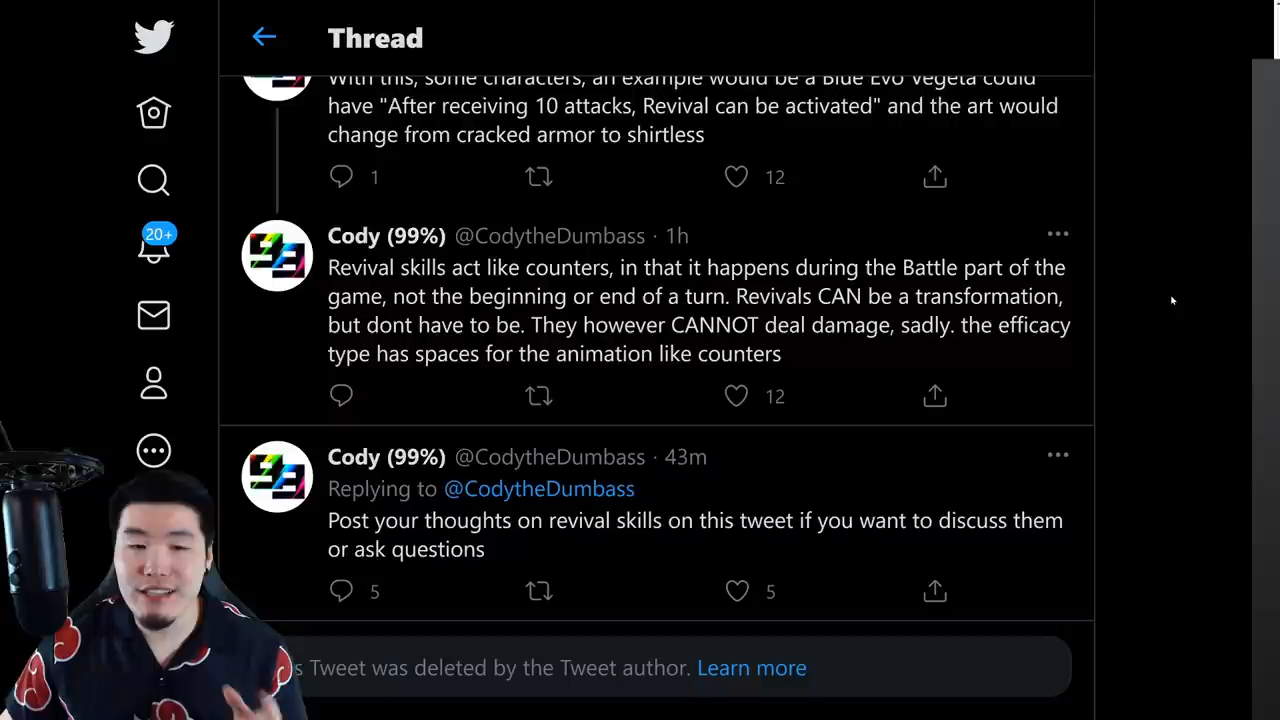 Thread
With this, some characters, an example would be a Blue Evo Vegeta could
have "After receiving 10 attacks, Revival can be activated" and the art would
change from cracked armor to shirtless
1
12
20+
Cody (99%) @CodytheDumbass · 1h
Revival skills act like counters, in that it happens during the Battle part of the
game, not the beginning or end of a turn. Revivals CAN be a transformation,
but dont have to be. They however CANNOT deal damage, sadly. the efficacy
type has spaces for the animation like counters
12
Cody (99%) @CodytheDumbass · 43m
Replying to @CodytheDumbass
Post your thoughts on revival skills on this tweet if you want to discuss them
or ask questions
5
5
s Tweet was deleted by the Tweet author. Learn more